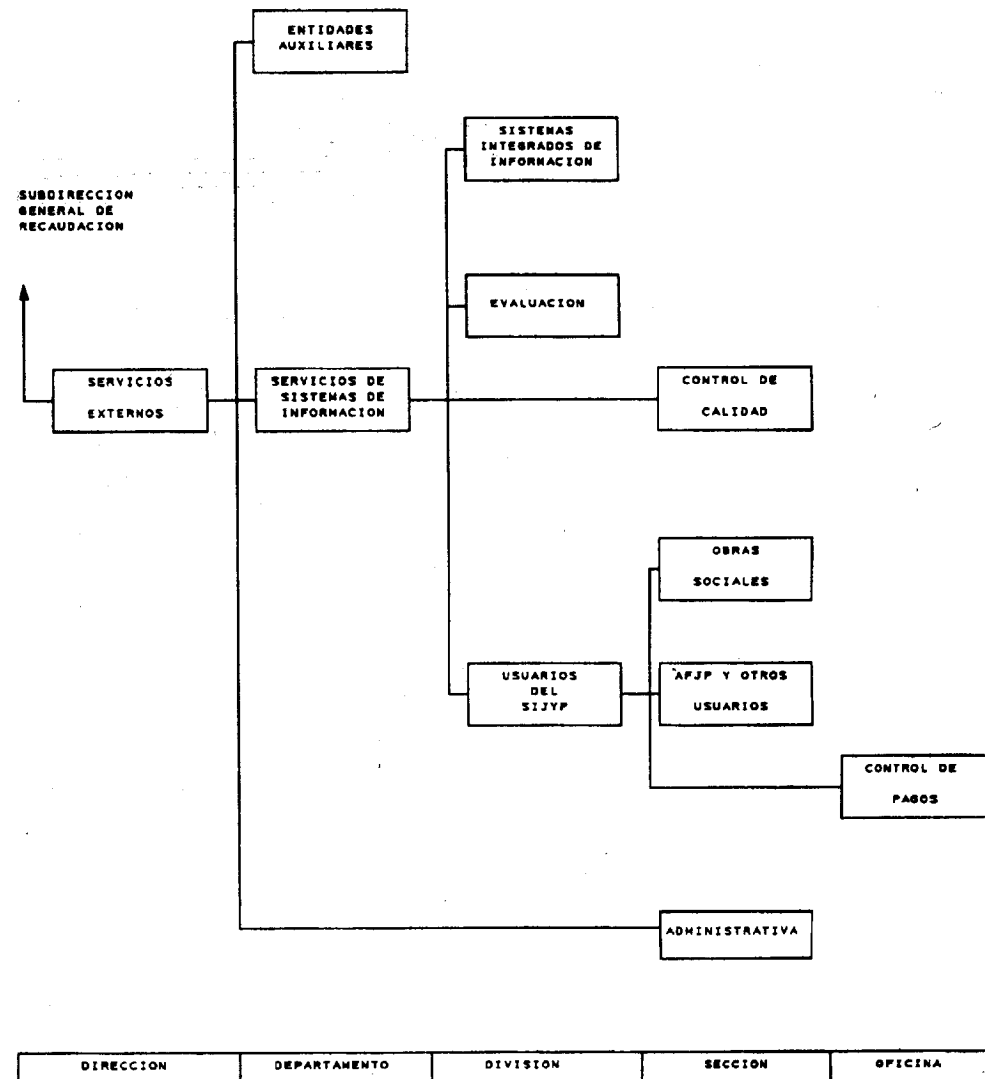 ENTIDADES
AUXILIARES
SISTEMAS
INTEGRADOS DE
INFORMACION
SUBDIRECCION
GENERAL DE
RECAUDACION
EVALUACION
SERVICIOS
EXTERNOS
SERVICIOS DE
SISTEMAS DE
INFORMACION
CONTROL DE
CALIDAD
OBRAS
SOCIALES
USUARIOS
DEL
SIJYP
AFJP Y OTROS
USUARIOS
CONTROL DE
PAGOS
ADMINISTRATIVA
DIRECCION DEPARTAMENTO DIVISION SECCION OFICINA